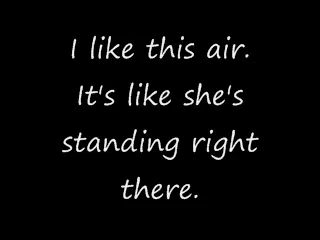 I like this air.
It's like she's
standing right
there.